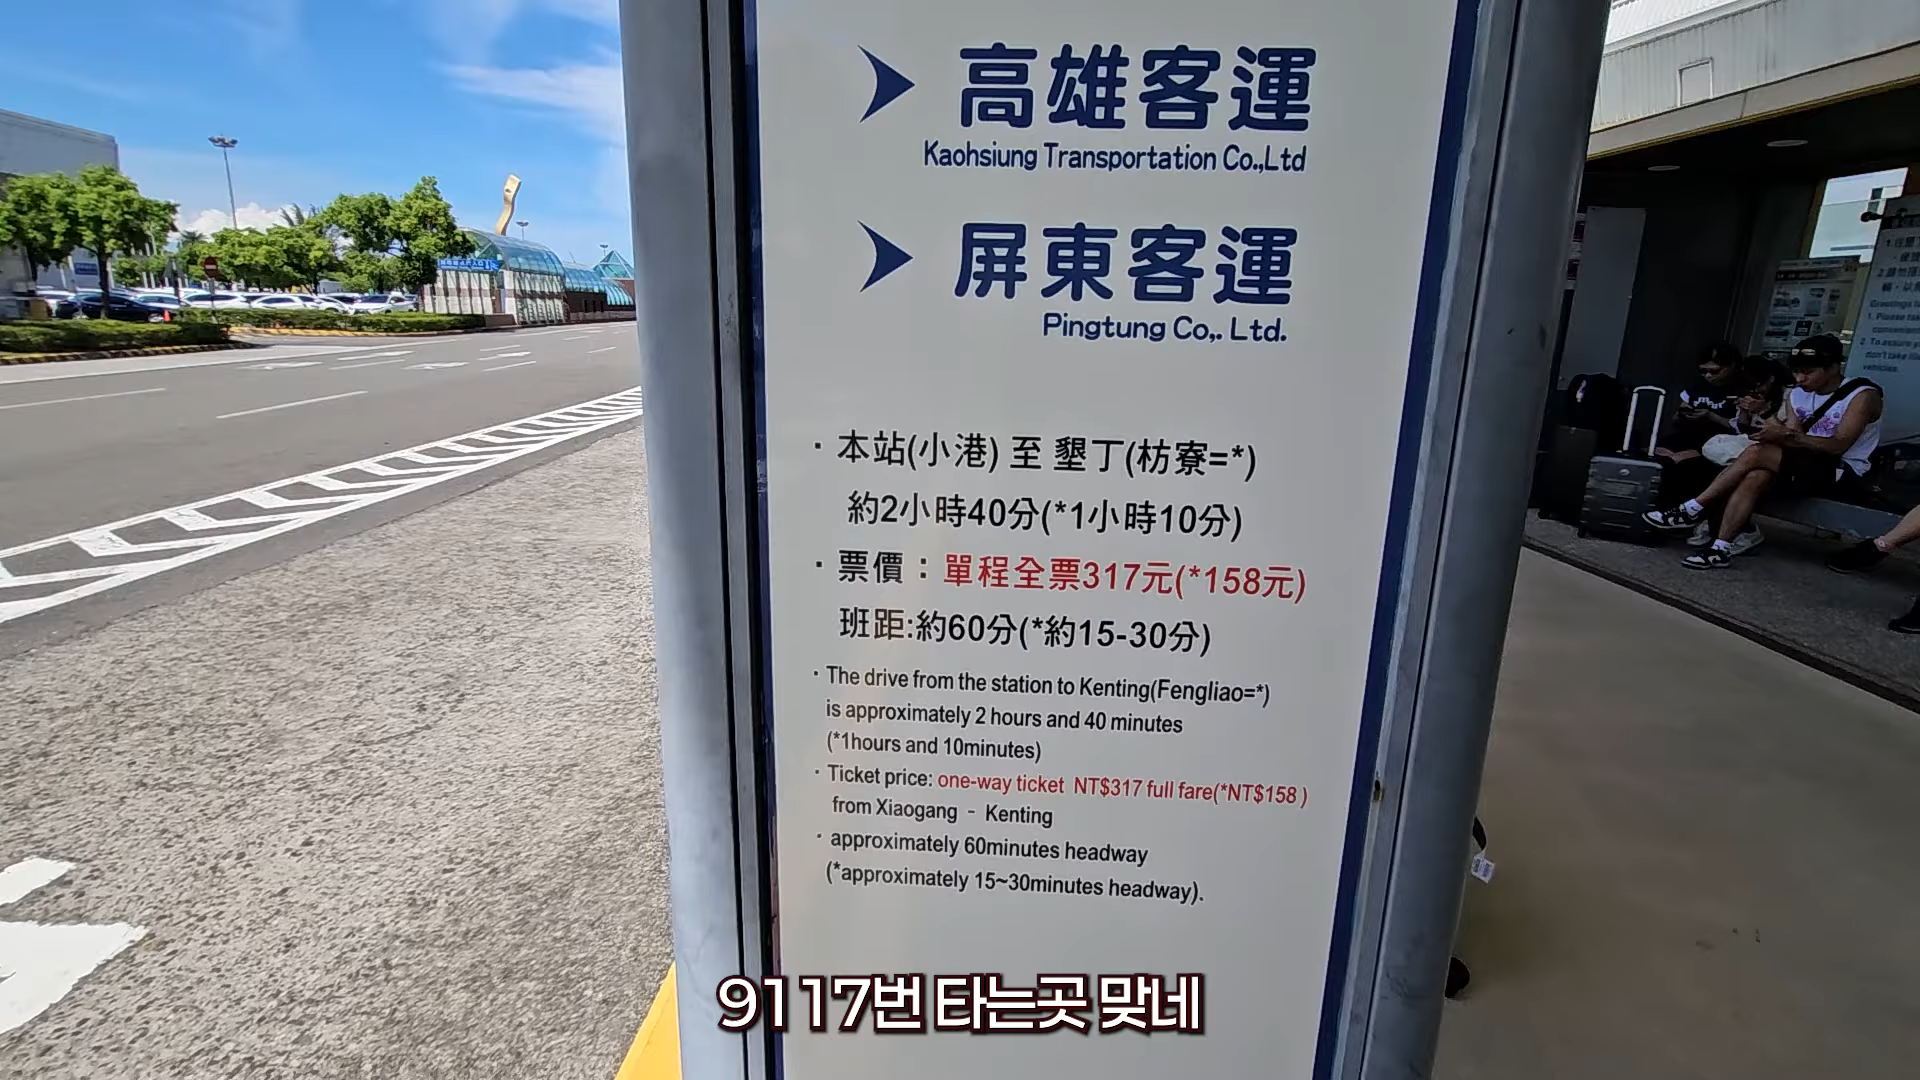 高雄客運
Kaohsiung Transportation Co.,Ltd
屏東客運
Pingtung Co,. Ltd.
・本站(小港) 至 墾丁(枋寮=*)
約2小時40分(*1小時10分)
・票價：單程全票317元(*158元)
班距:約60分(*約15-30分)
・The drive from the station to Kenting(Fengliao=*)
is approximately 2 hours and 40 minutes
(*1hours and 10minutes)
・Ticket price: one-way ticket NT$317 full fare(*NT$158 )
from Xiaogang - Kenting
・approximately 60minutes headway
(*approximately 15~30minutes headway).
9117번 타는곳 맞네